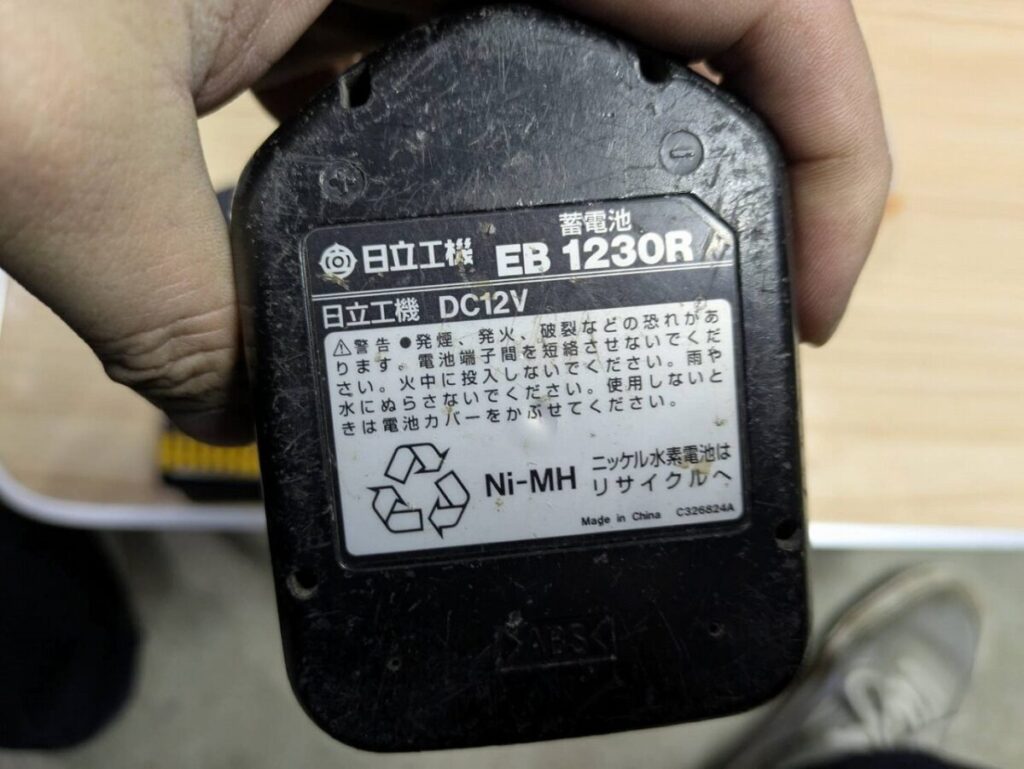 蓄電池
日立工機 EB 1230R
日立工機 DC12V
⚠警告 ●発煙、発火、破裂などの恐れがあ
ります。電池端子間を短絡させないでくだ
さい。火中に投入しないでください。雨や
水にぬらさないでください。使用しないと
きは電池カバーをかぶせてください。
Ni-MH
ニッケル水素電池は
リサイクルへ
Made in China C326824A
>ABS<